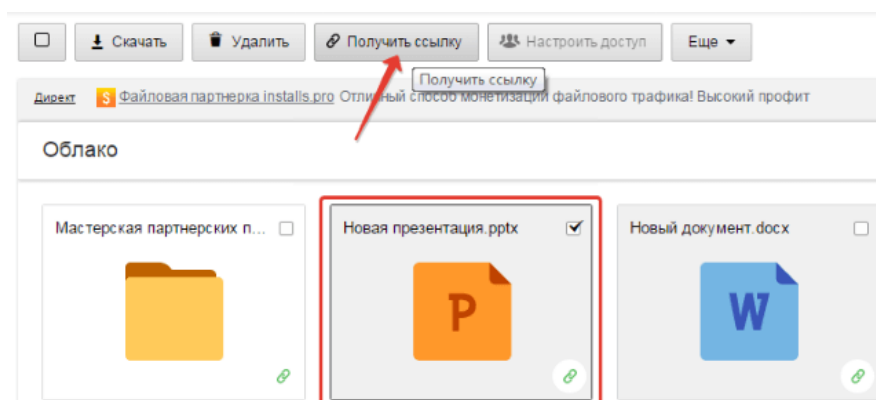 Скачать Удалить Получить ссылку Настроить доступ Еще
Получить ссылку
Директ S Файловая партнерка installs.pro Отличный способ монетизации файлового трафика! Высокий профит
Облако
Мастерская партнерских п... Новая презентация.pptx Новый документ.docx
P W